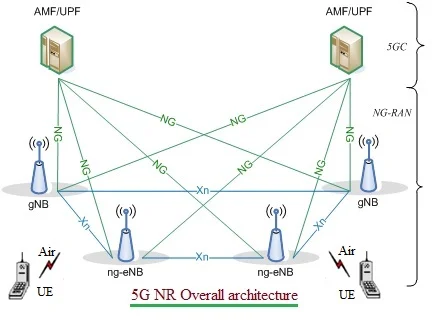 AMF/UPF
AMF/UPF
5GC
NG-RAN
NG
NG
NG
NG
NG
NG
NG
NG
gNB
Xn
gNB
Xn
Xn
ng-eNB
Xn
ng-eNB
Air
Air
UE
UE
5G NR Overall architecture